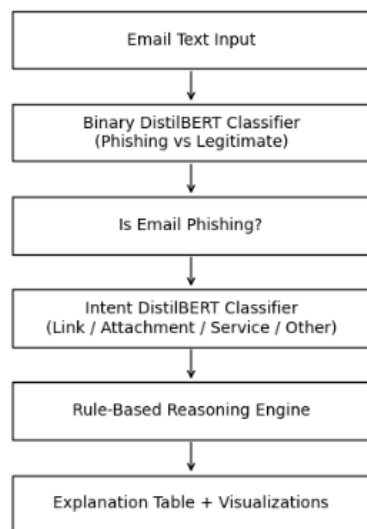 Email Text Input
Binary DistilBERT Classifier
(Phishing vs Legitimate)
Is Email Phishing?
Intent DistilBERT Classifier
(Link / Attachment / Service / Other)
Rule-Based Reasoning Engine
Explanation Table + Visualizations